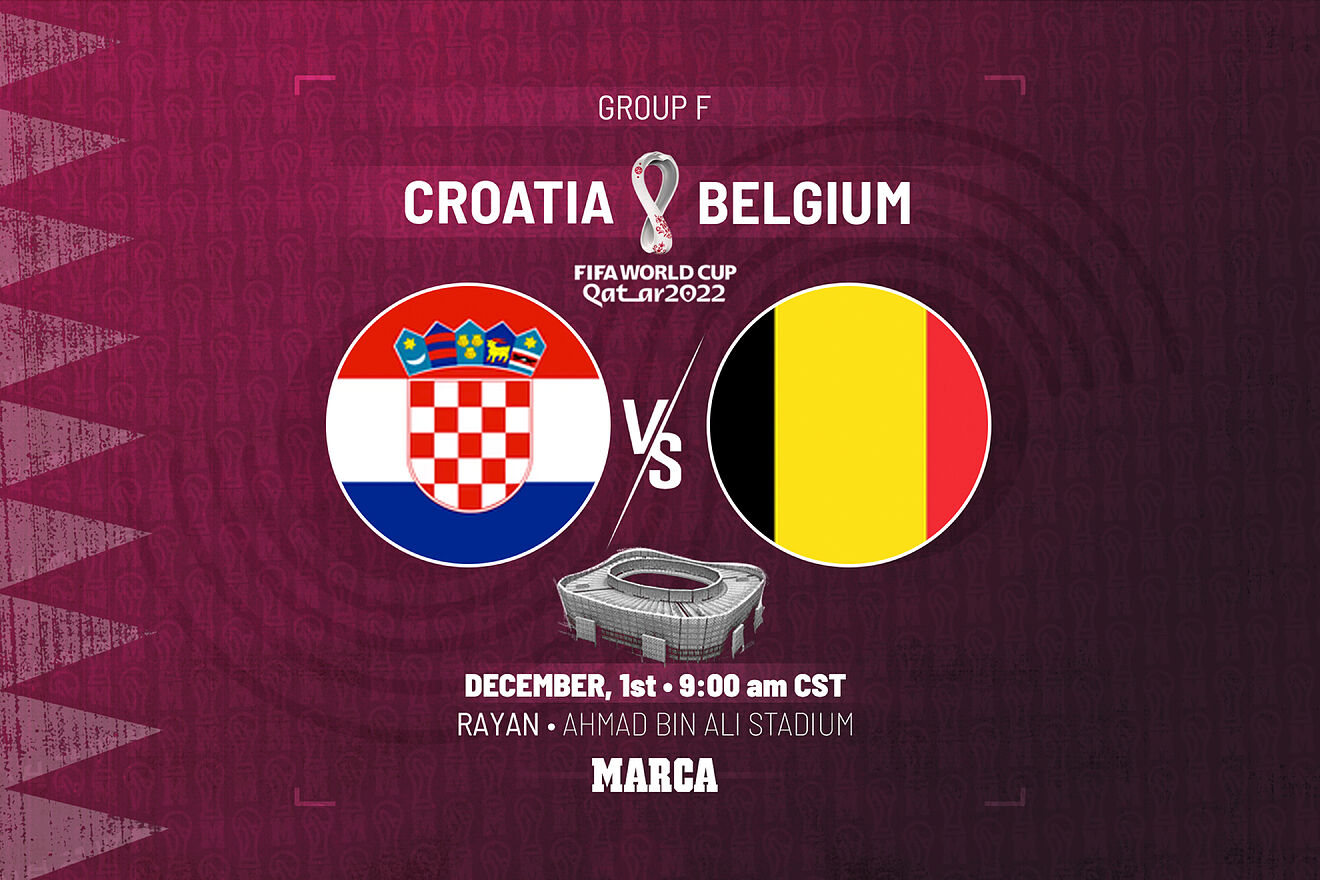 GROUP F
CROATIA BELGIUM
FIFA WORLD CUP
Qatar2022
VS
DECEMBER, 1st • 9:00 am CST
RAYAN • AHMAD BIN ALI STADIUM
MARCA